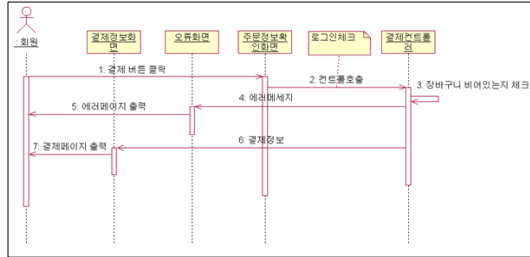 : 회원
결제정보화
면
오류화면
주문정보확
인화면
로그인체크
결제컨트롤
러
1: 결제 버튼 클릭
2: 컨트롤호출
3: 장바구니 비어있는지 체크
4: 에러메세지
5: 에러페이지 출력
6: 결제정보
7: 결제페이지 출력